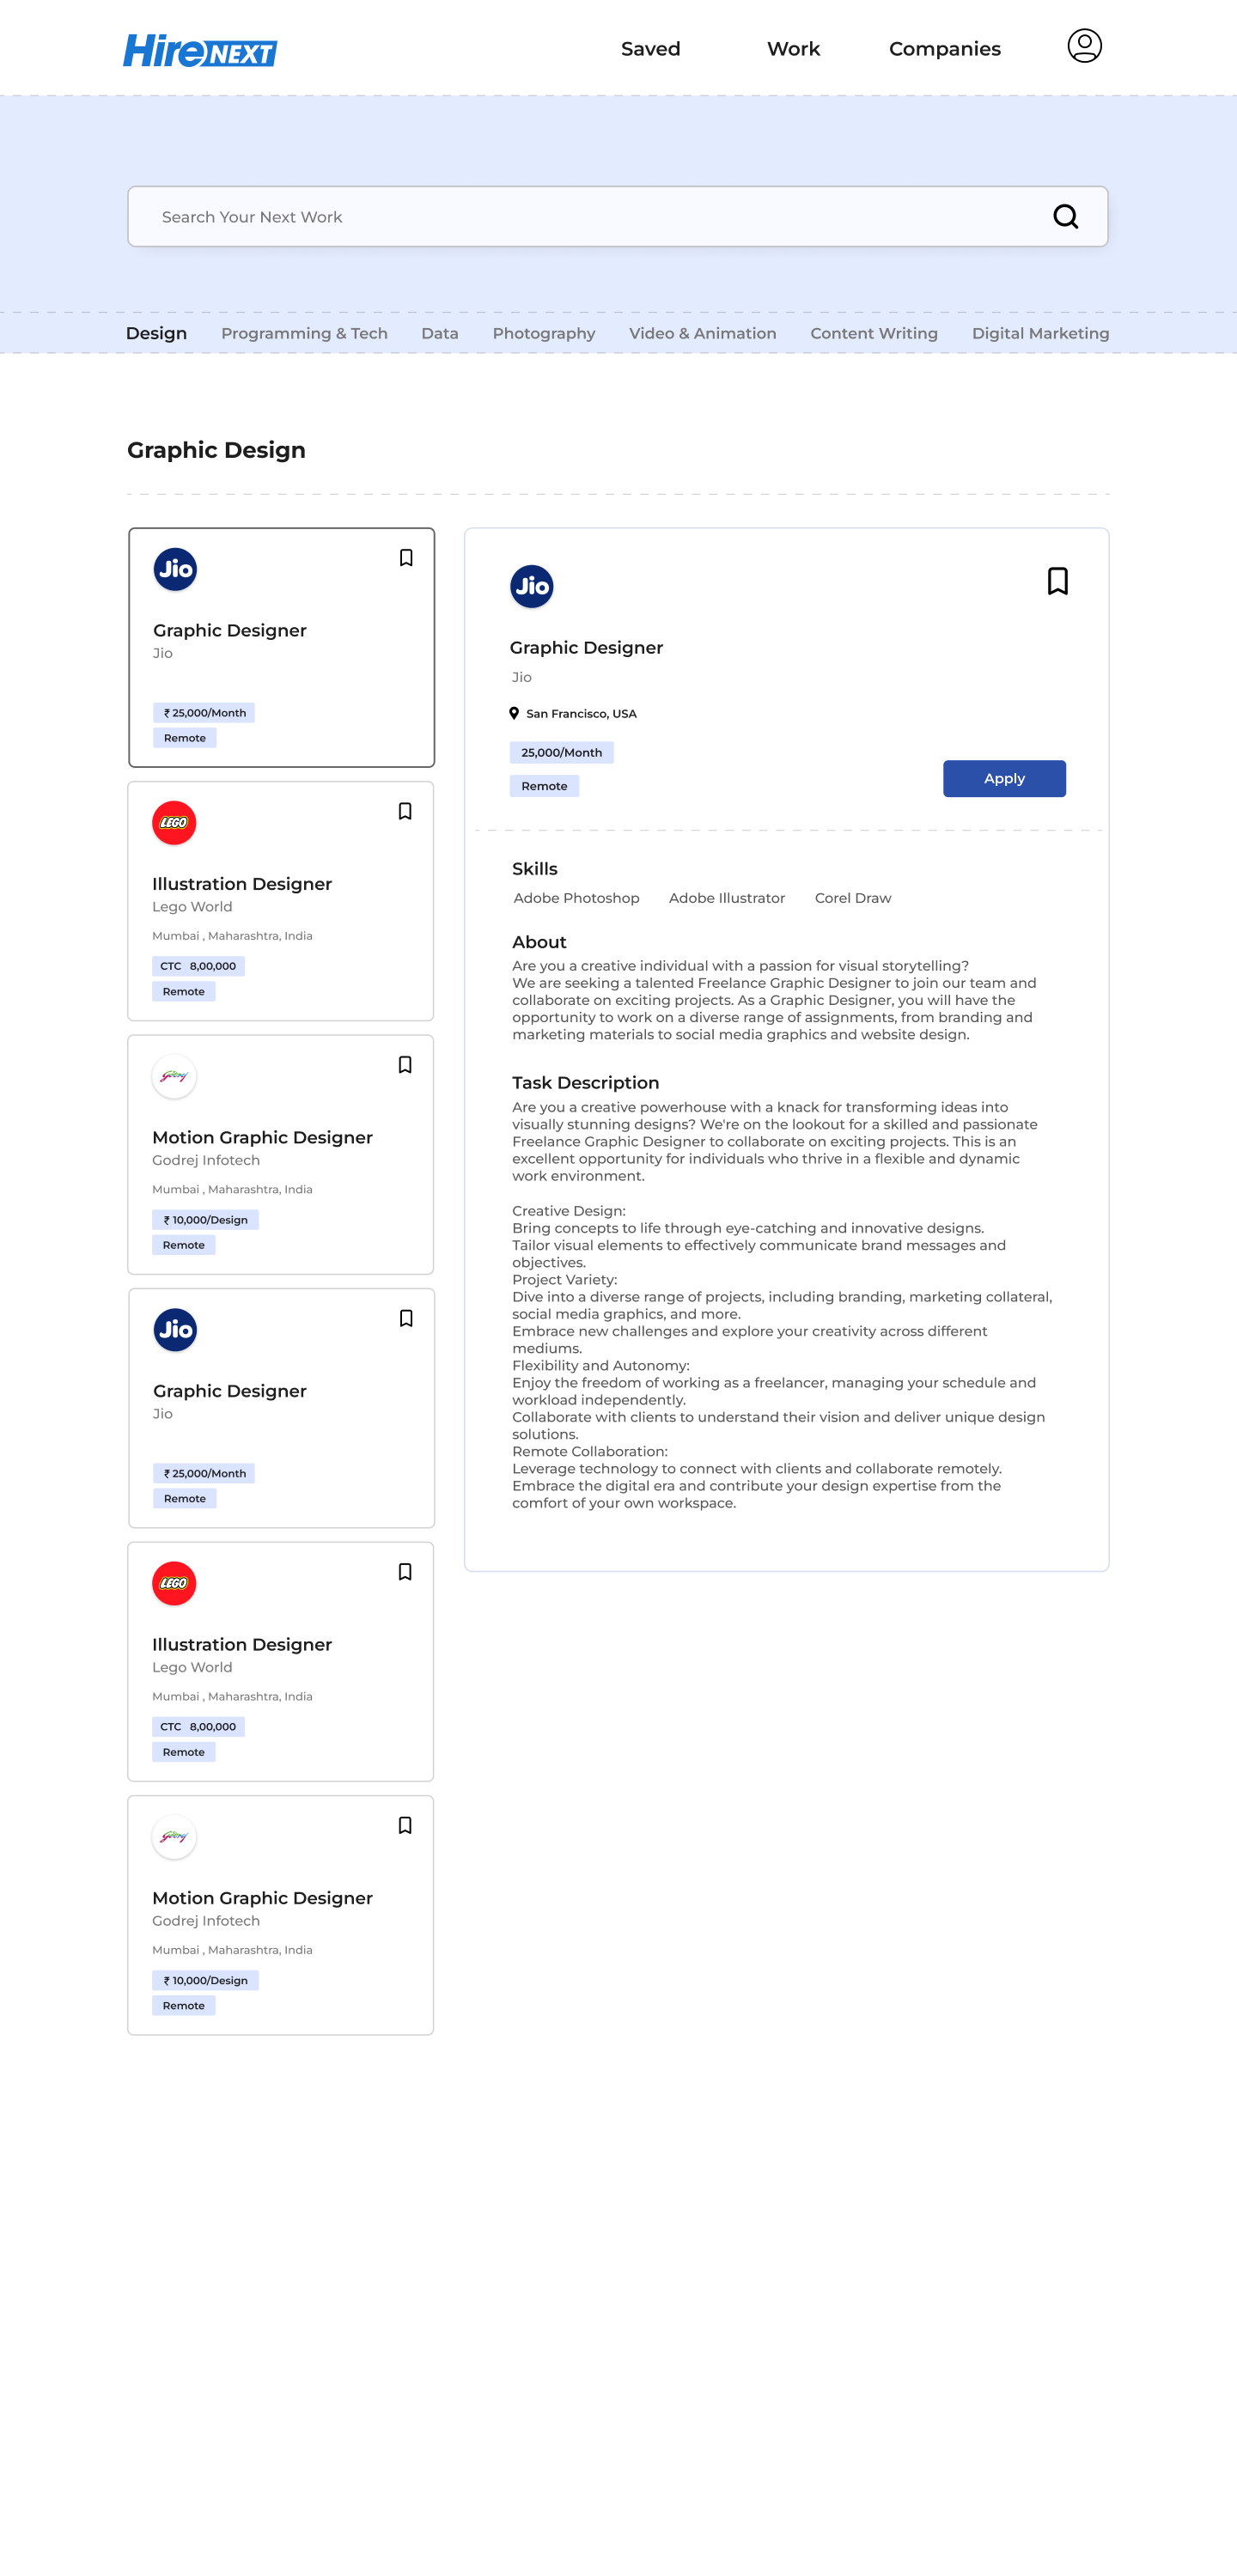 Hire NEXT
Saved Work Companies
Search Your Next Work
Design Programming & Tech Data Photography Video & Animation Content Writing Digital Marketing
Graphic Design
Jio
Graphic Designer
Jio
₹ 25,000/Month
Remote
LEGO
Illustration Designer
Lego World
Mumbai , Maharashtra, India
CTC 8,00,000
Remote
Godrej
Motion Graphic Designer
Godrej Infotech
Mumbai , Maharashtra, India
₹ 10,000/Design
Remote
Jio
Graphic Designer
Jio
₹ 25,000/Month
Remote
LEGO
Illustration Designer
Lego World
Mumbai , Maharashtra, India
CTC 8,00,000
Remote
Godrej
Motion Graphic Designer
Godrej Infotech
Mumbai , Maharashtra, India
₹ 10,000/Design
Remote
Jio
Graphic Designer
Jio
San Francisco, USA
25,000/Month
Remote
Apply
Skills
Adobe Photoshop Adobe Illustrator Corel Draw
About
Are you a creative individual with a passion for visual storytelling?
We are seeking a talented Freelance Graphic Designer to join our team and
collaborate on exciting projects. As a Graphic Designer, you will have the
opportunity to work on a diverse range of assignments, from branding and
marketing materials to social media graphics and website design.
Task Description
Are you a creative powerhouse with a knack for transforming ideas into
visually stunning designs? We're on the lookout for a skilled and passionate
Freelance Graphic Designer to collaborate on exciting projects. This is an
excellent opportunity for individuals who thrive in a flexible and dynamic
work environment.
Creative Design:
Bring concepts to life through eye-catching and innovative designs.
Tailor visual elements to effectively communicate brand messages and
objectives.
Project Variety:
Dive into a diverse range of projects, including branding, marketing collateral,
social media graphics, and more.
Embrace new challenges and explore your creativity across different
mediums.
Flexibility and Autonomy:
Enjoy the freedom of working as a freelancer, managing your schedule and
workload independently.
Collaborate with clients to understand their vision and deliver unique design
solutions.
Remote Collaboration:
Leverage technology to connect with clients and collaborate remotely.
Embrace the digital era and contribute your design expertise from the
comfort of your own workspace.